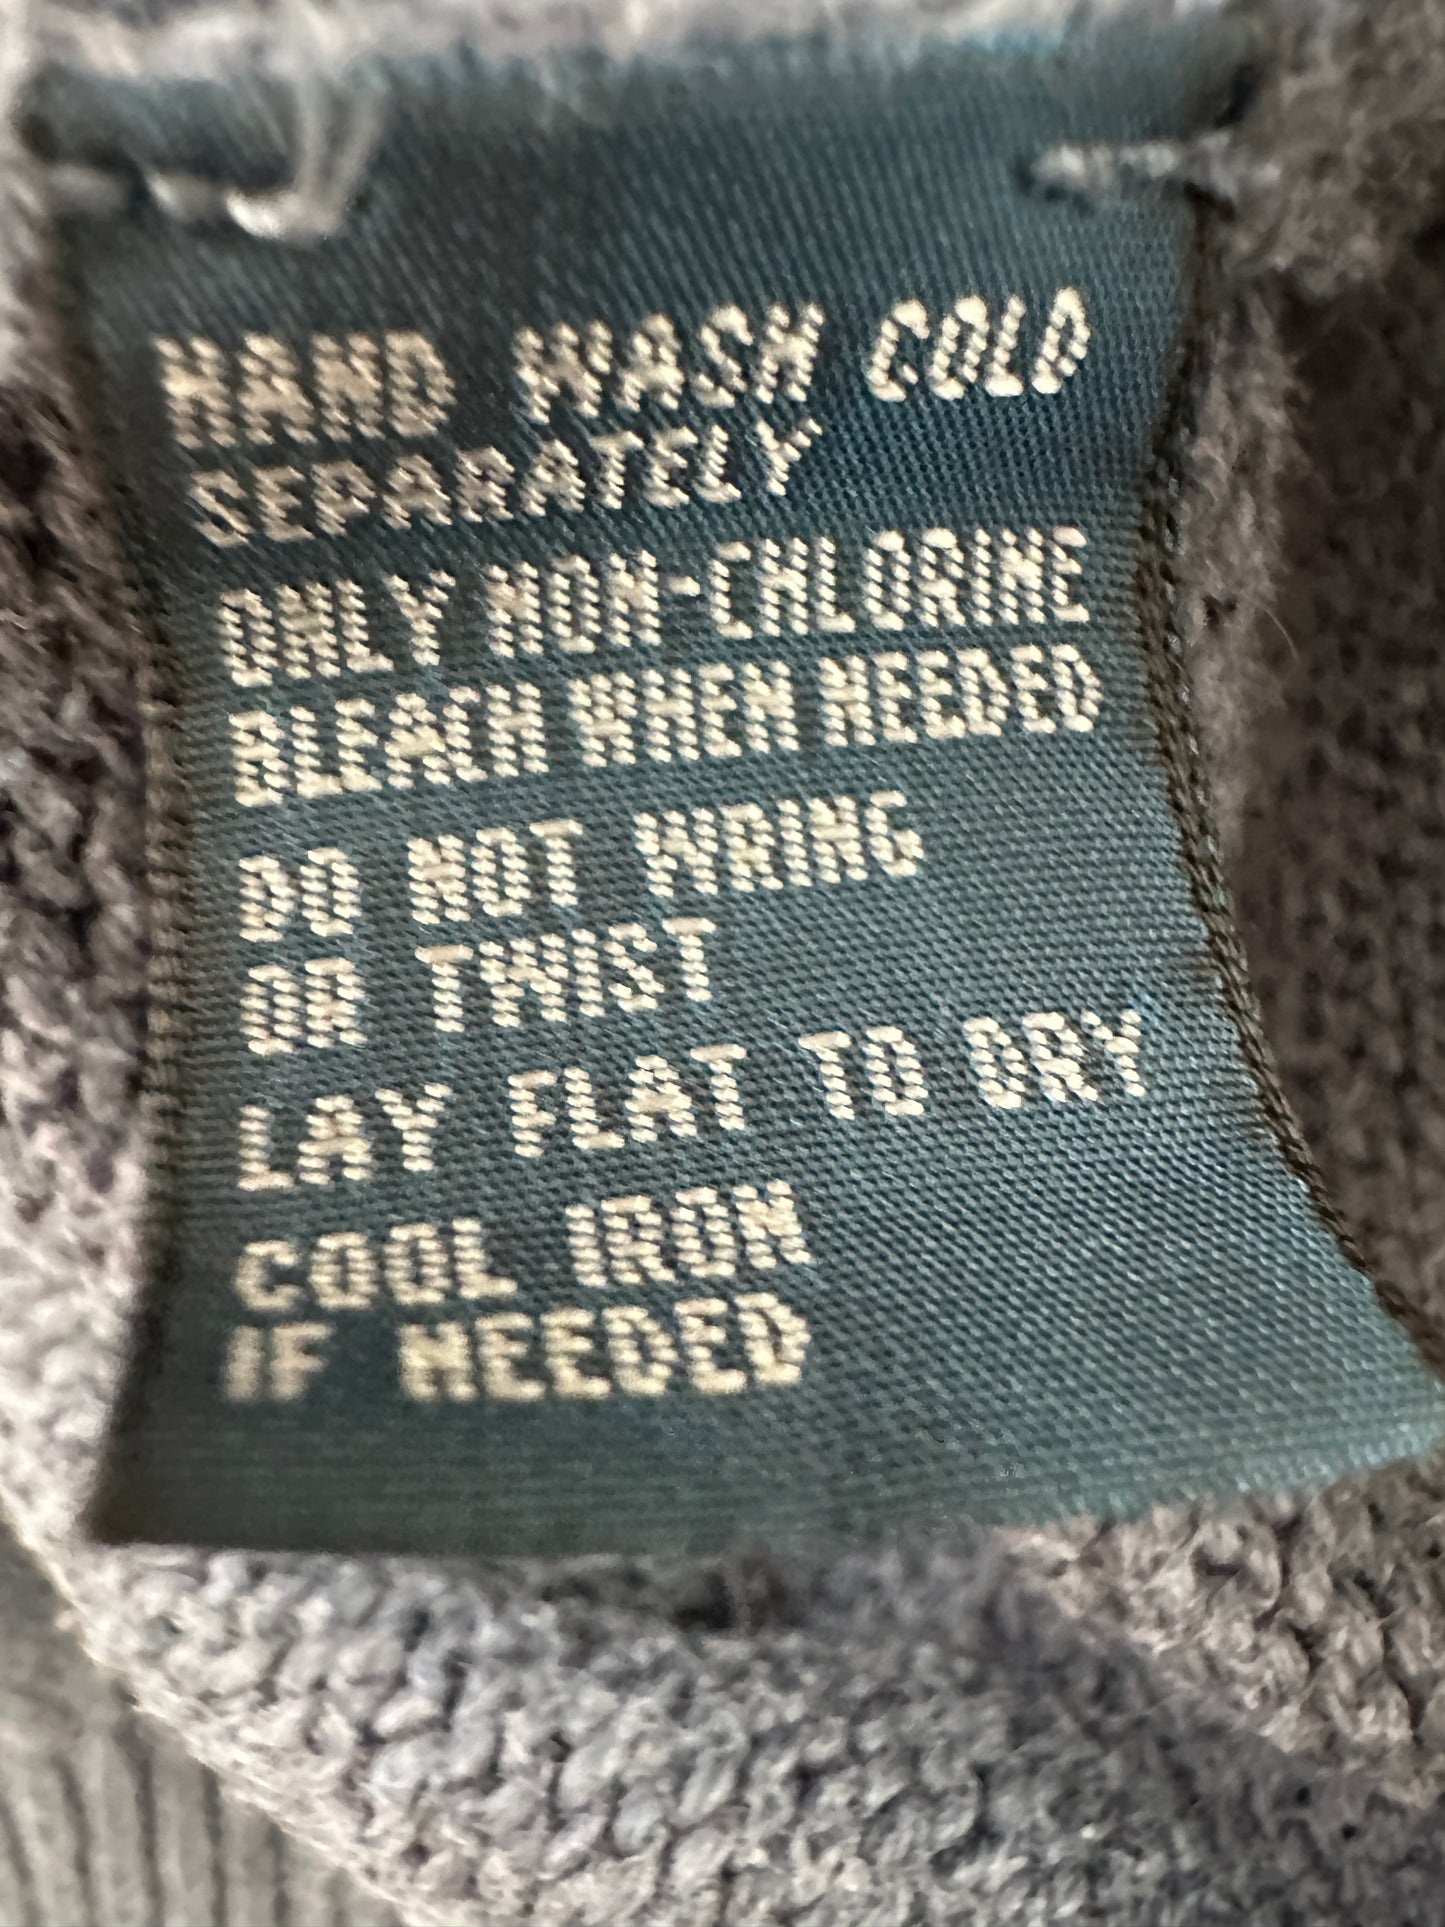 HAND WASH COLD
SEPARATELY
ONLY NON-CHLORINE
BLEACH WHEN NEEDED
DO NOT WRING
OR TWIST
LAY FLAT TO DRY
COOL IRON
IF NEEDED